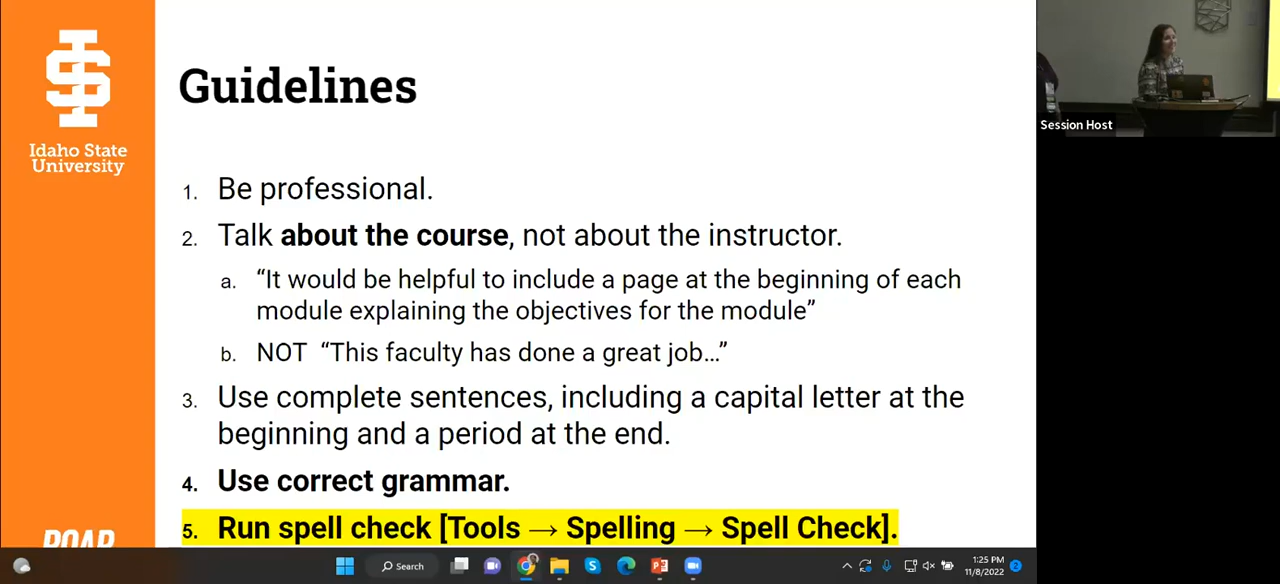 Idaho State
University
Guidelines
1. Be professional.
2. Talk about the course, not about the instructor.
a. “It would be helpful to include a page at the beginning of each
module explaining the objectives for the module”
b. NOT “This faculty has done a great job…”
3. Use complete sentences, including a capital letter at the
beginning and a period at the end.
4. Use correct grammar.
5. Run spell check [Tools → Spelling → Spell Check].
ROAR
Session Host
Search
1:25 PM
11/8/2022
2